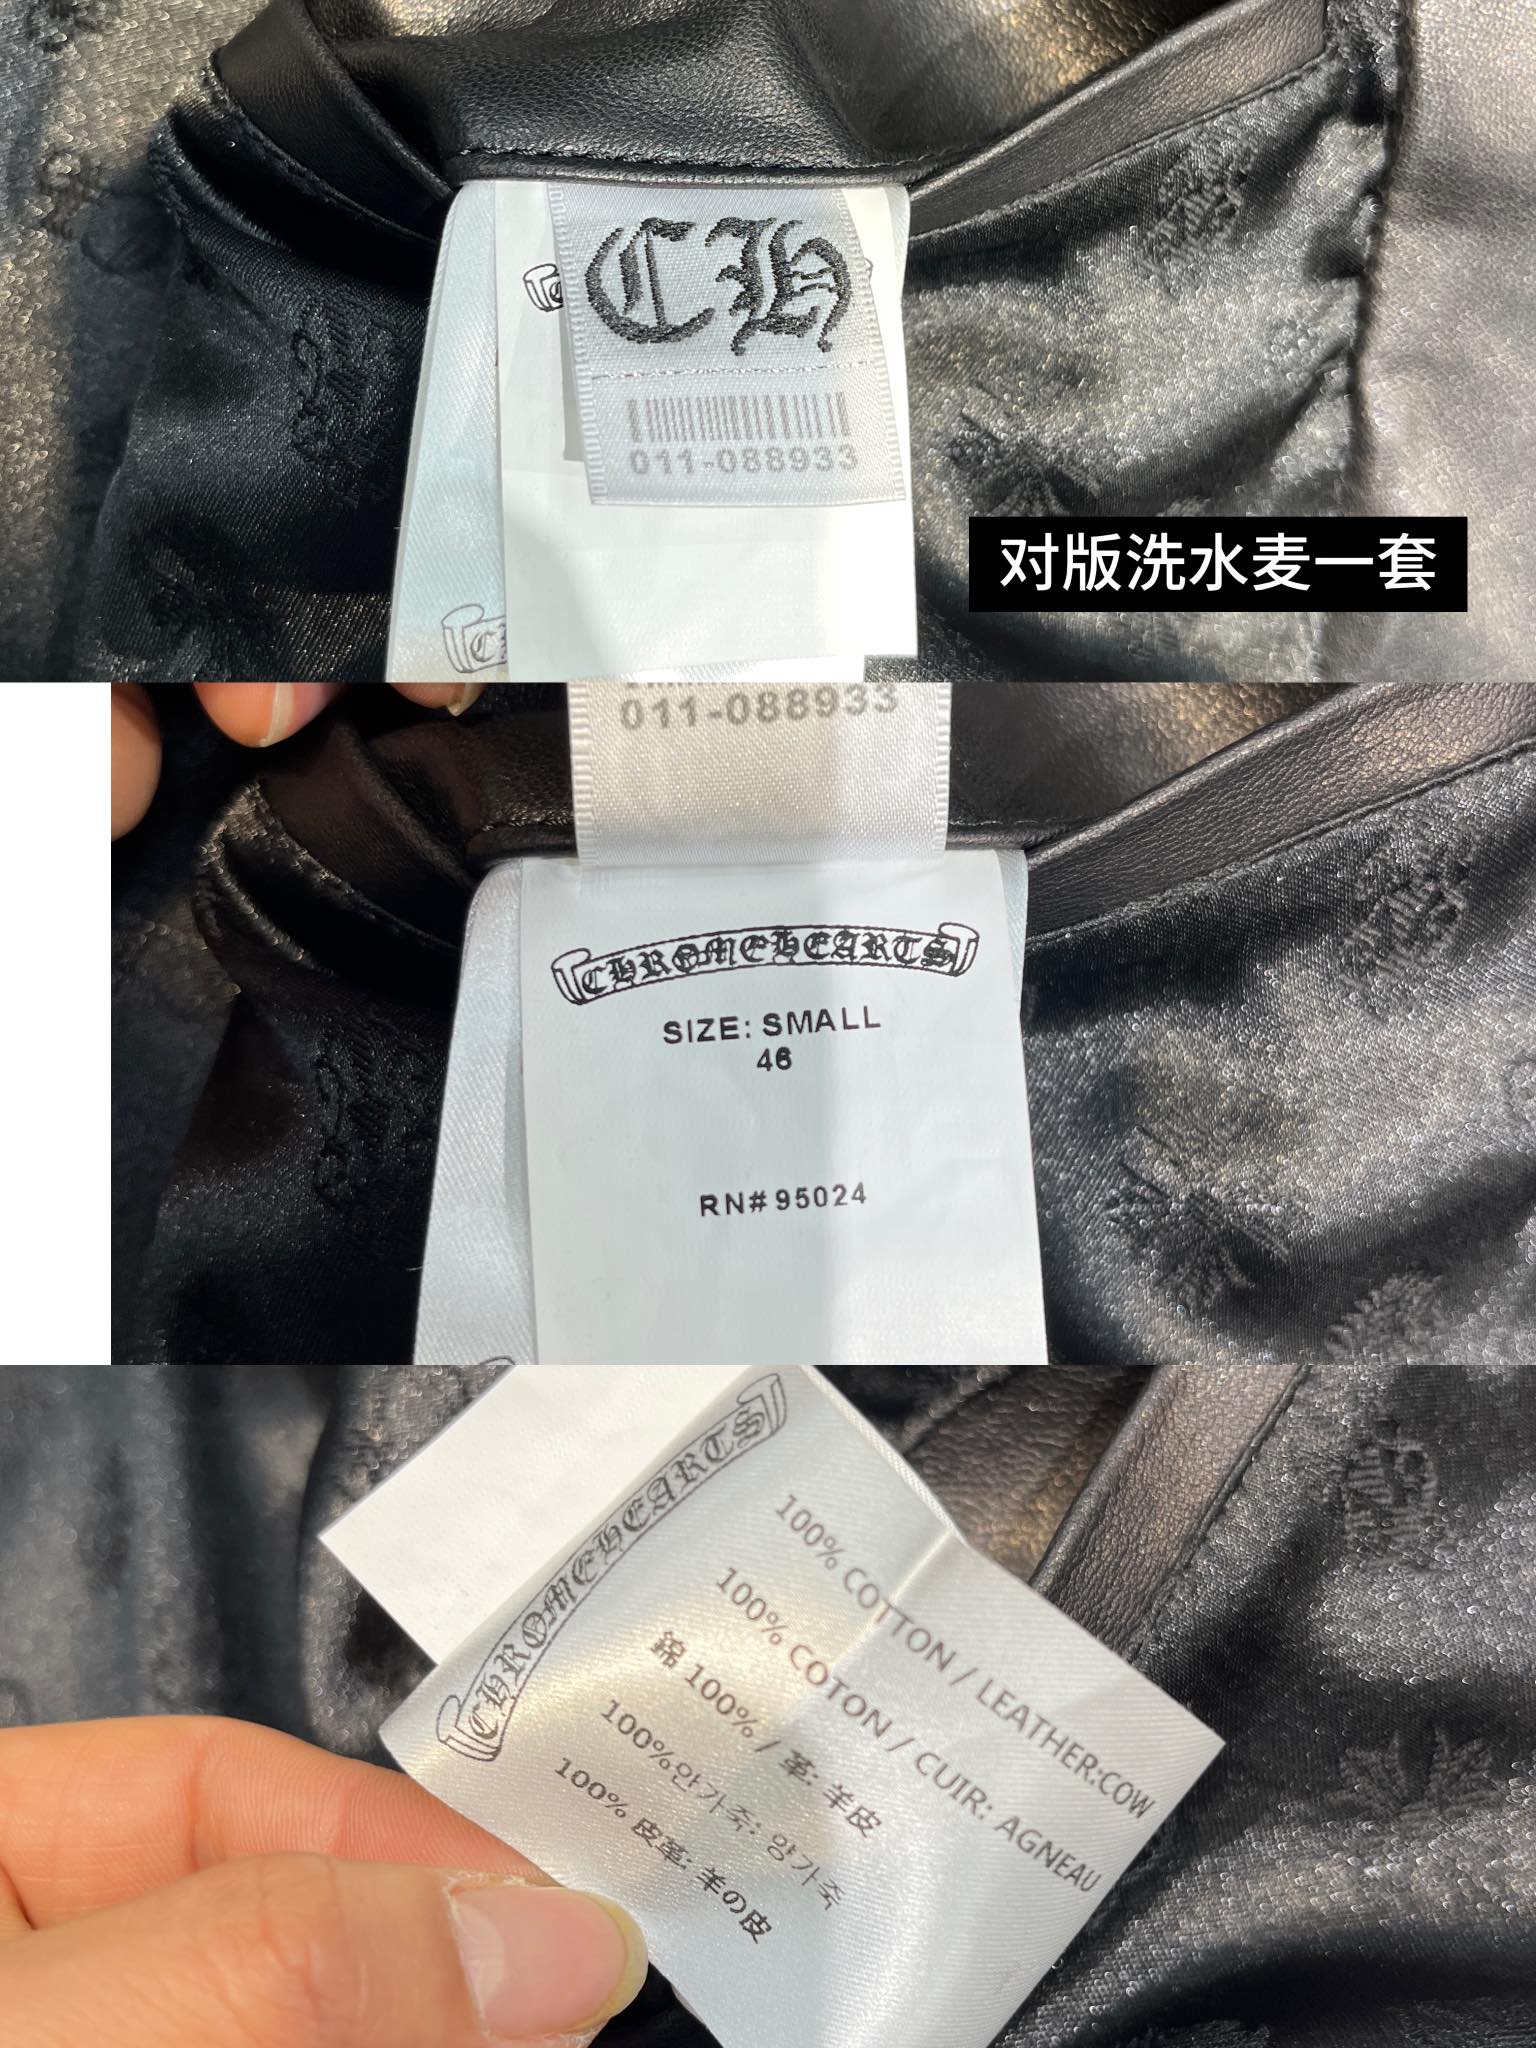 CH
011-088933
对版洗水麦一套
011-088933
CHROMEHEARTS
SIZE: SMALL
46
RN# 95024
CHROMEHEARTS
100% COTTON / LEATHER:COW
100% COTON / CUIR: AGNEAU
錦 100% / 革: 羊皮
100%안가죽: 양가죽
100% 皮革: 羊の皮